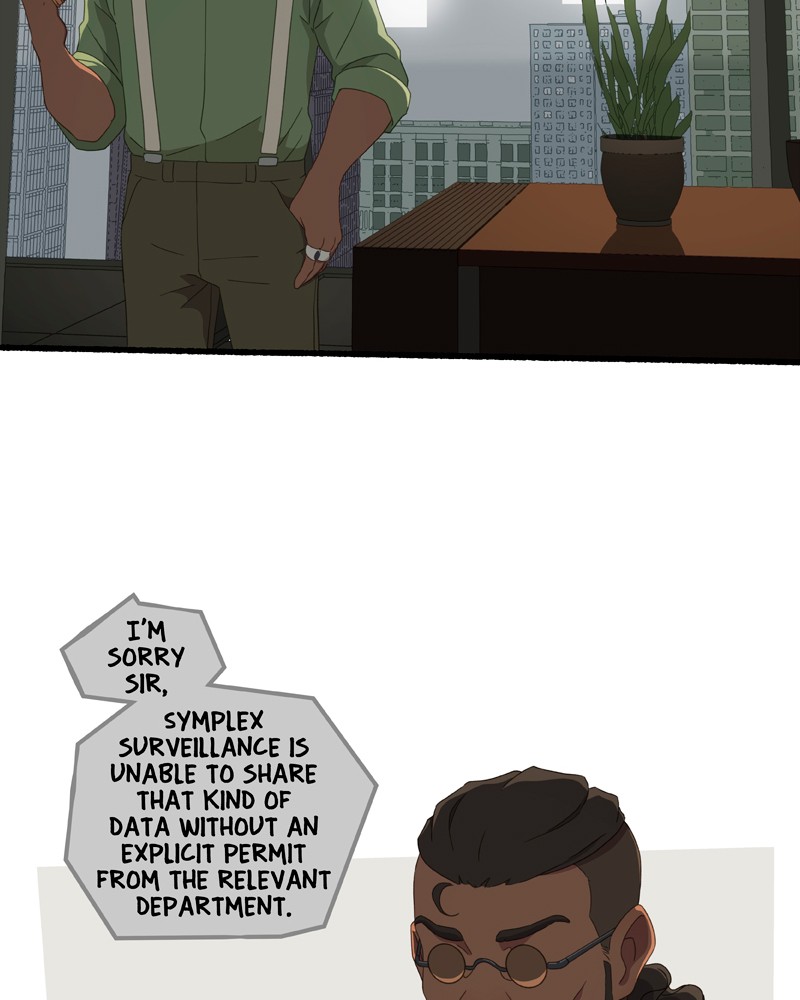 I'M
SORRY
SIR,
SYMPLEX
SURVEILLANCE IS
UNABLE TO SHARE
THAT KIND OF
DATA WITHOUT AN
EXPLICIT PERMIT
FROM THE RELEVANT
DEPARTMENT.